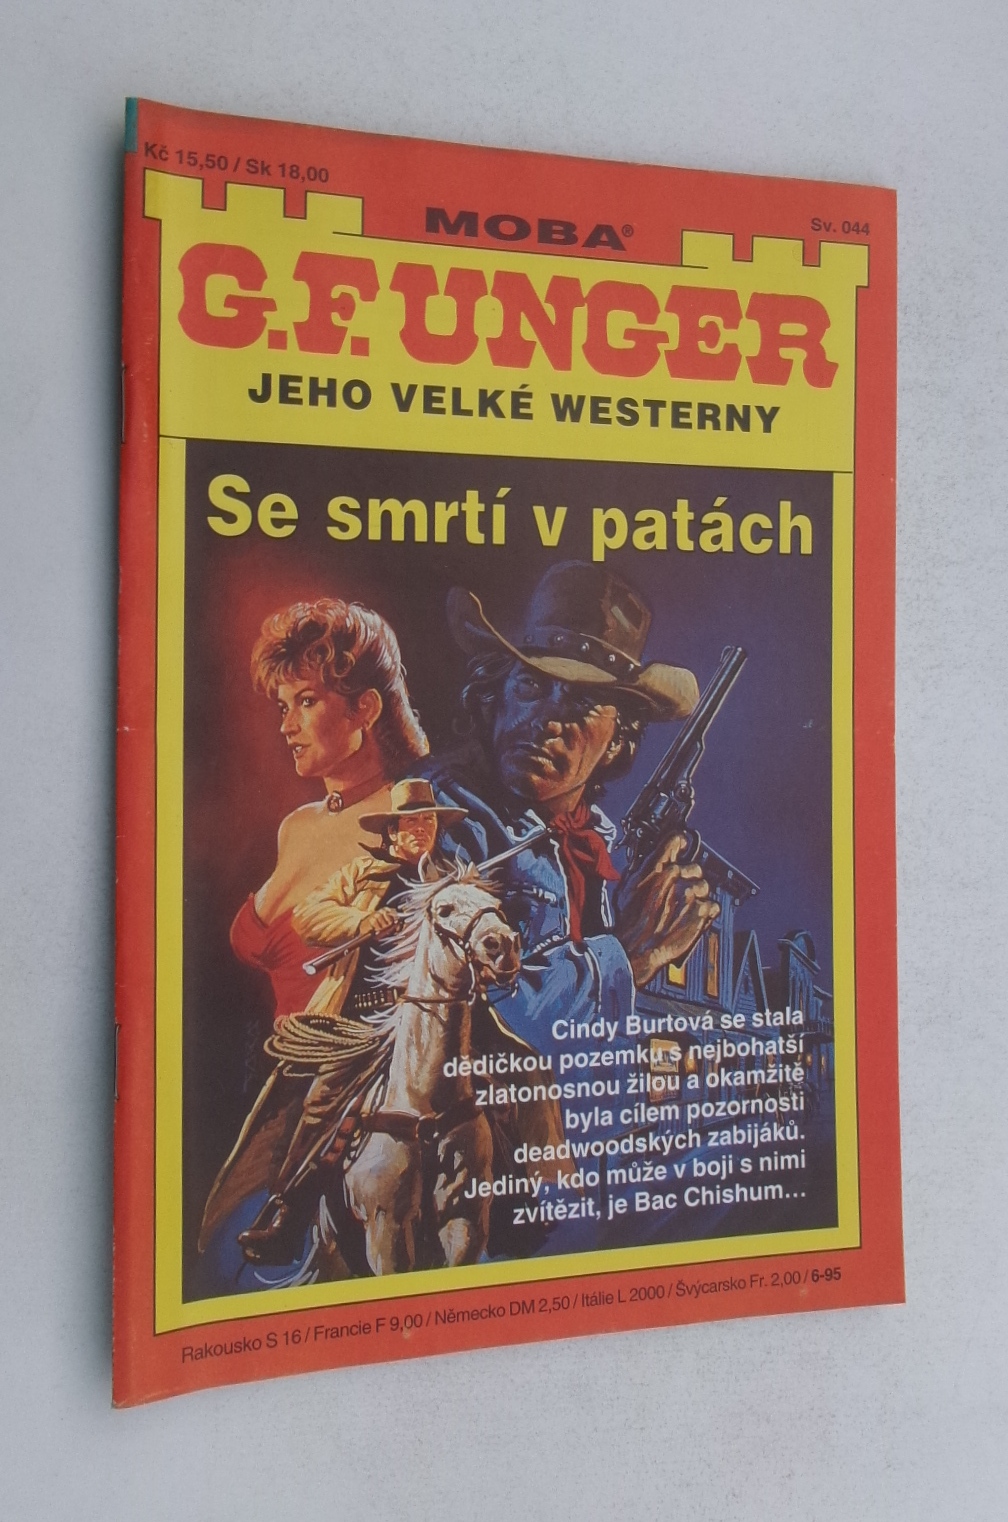 Kč 15,50 / Sk 18,00
MOBA®
Sv. 044
G.F. UNGER
JEHO VELKÉ WESTERNY
Se smrtí v patách
Cindy Burtová se stala
dědičkou pozemku s nejbohatší
zlatonosnou žilou a okamžitě
byla cílem pozornosti
deadwoodských zabijáků.
Jediný, kdo může v boji s nimi
zvítězit, je Bac Chishum...
Rakousko S 16 / Francie F 9,00 / Německo DM 2,50 / Itálie L 2000 / Švýcarsko Fr. 2,00 / 6-95